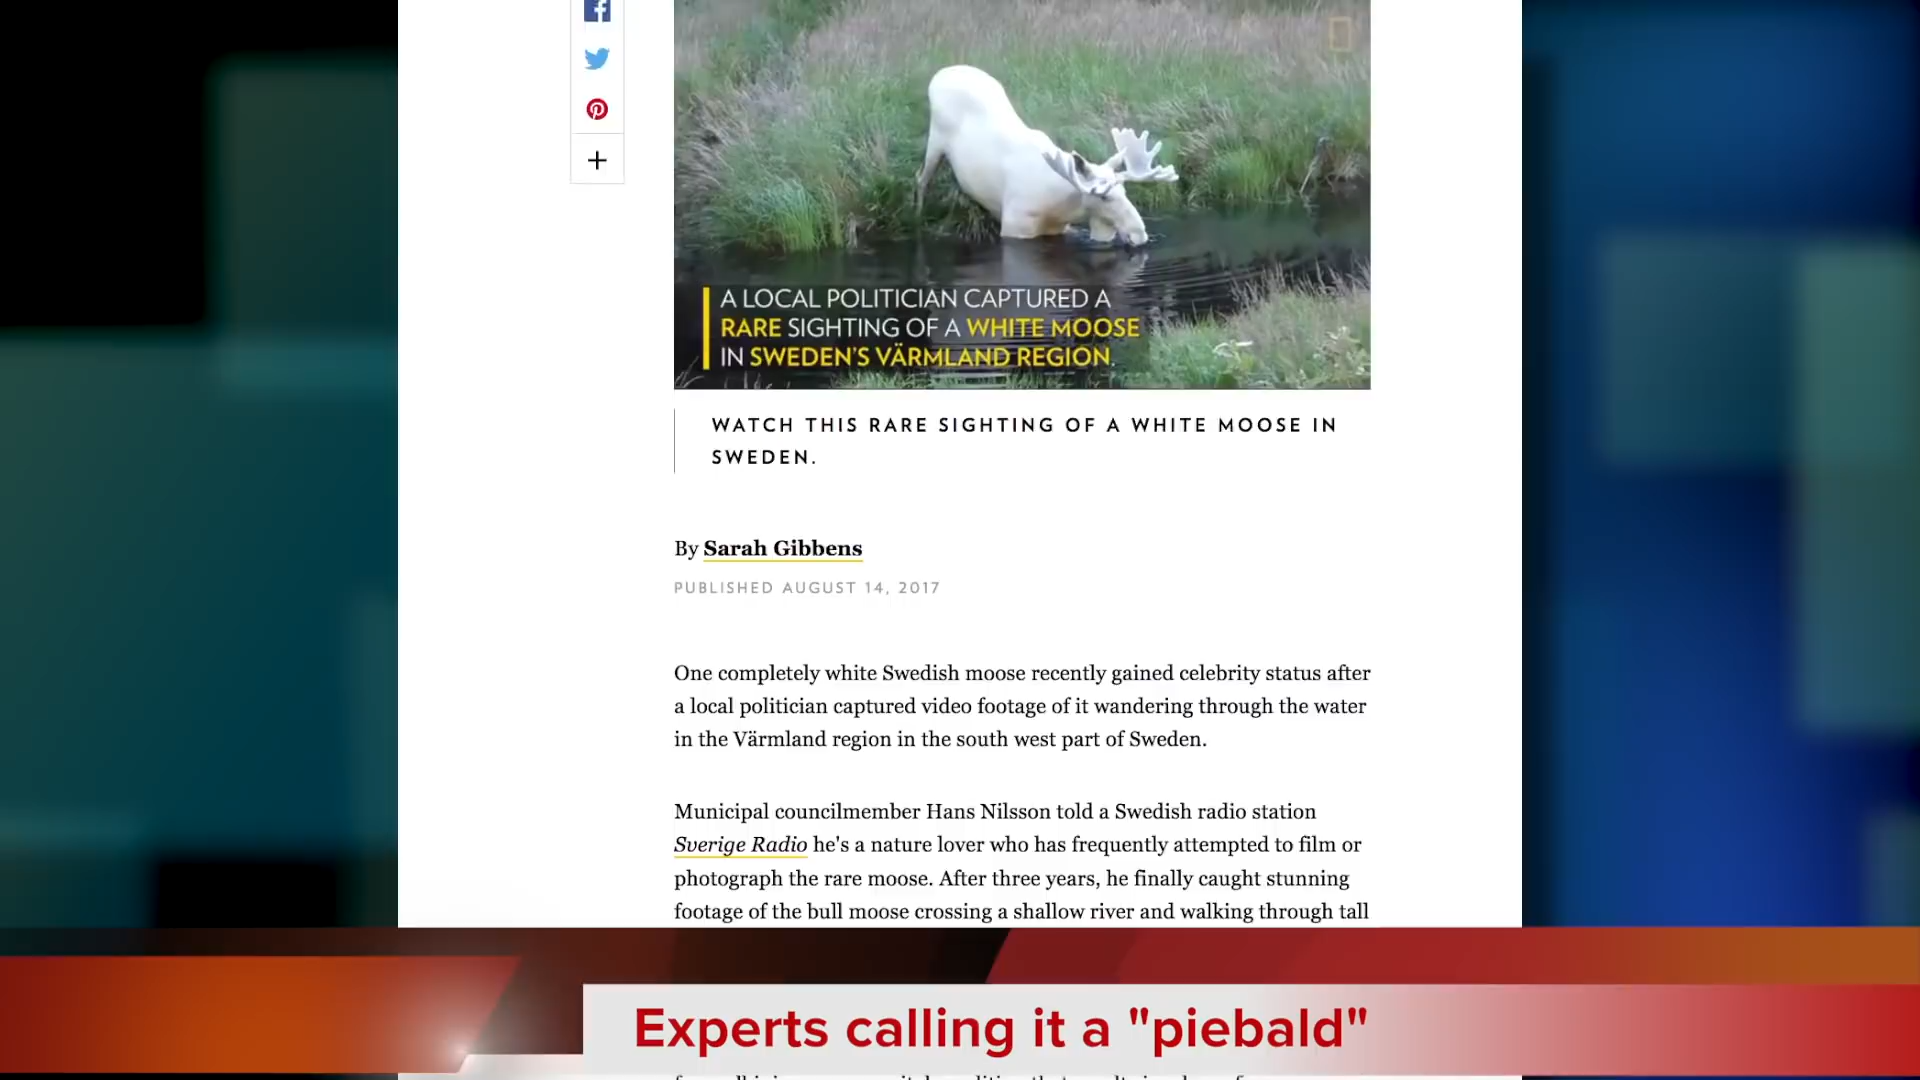 A LOCAL POLITICIAN CAPTURED A
RARE SIGHTING OF A WHITE MOOSE
IN SWEDEN'S VÄRMLAND REGION.
WATCH THIS RARE SIGHTING OF A WHITE MOOSE IN
SWEDEN.
By Sarah Gibbens
PUBLISHED AUGUST 14, 2017
One completely white Swedish moose recently gained celebrity status after
a local politician captured video footage of it wandering through the water
in the Värmland region in the south west part of Sweden.
Municipal councilmember Hans Nilsson told a Swedish radio station
Sverige Radio he's a nature lover who has frequently attempted to film or
photograph the rare moose. After three years, he finally caught stunning
footage of the bull moose crossing a shallow river and walking through tall
Experts calling it a "piebald"